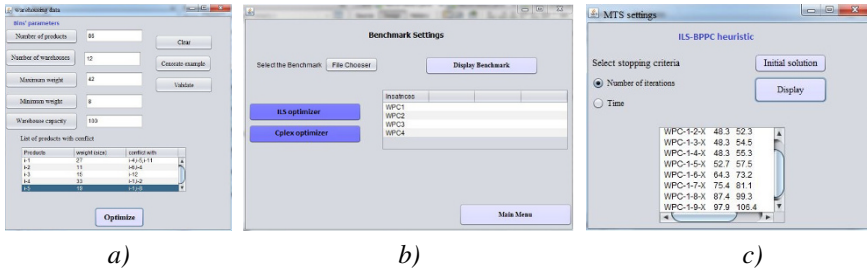 Warehousing data
Bins' parameters
Number of products 86 Clear
Number of warehouses 12 Generate example
Maximum weight 42 Validate
Minimum weight 8
Warehouse capacity 100
List of products with conflict
Products weight (size) conflict with
i-1 27
i-2 11
i-3 15 i-12
i-4 33 i-1,i-2
i-5
Optimize
a)
Benchmark Settings
Select the Benchmark File Chooser Display Benchmark
Insatnces
WPC1
WPC2
WPC3
WPC4
ILS optimizer
Cplex optimizer
Main Menu
b)
MTS settings
ILS-BPPC heuristic
Select stopping criteria Initial solution
Number of iterations Display
Time
WPC-1-2-X 48.3 52.3
WPC-1-3-X 48.3 54.5
WPC-1-4-X 48.3 55.3
WPC-1-5-X 52.7 57.5
WPC-1-6-X 64.3 73.2
WPC-1-7-X 75.4 81.1
WPC-1-8-X 87.4 99.3
WPC-1-9-X 97.9 106.4
c)